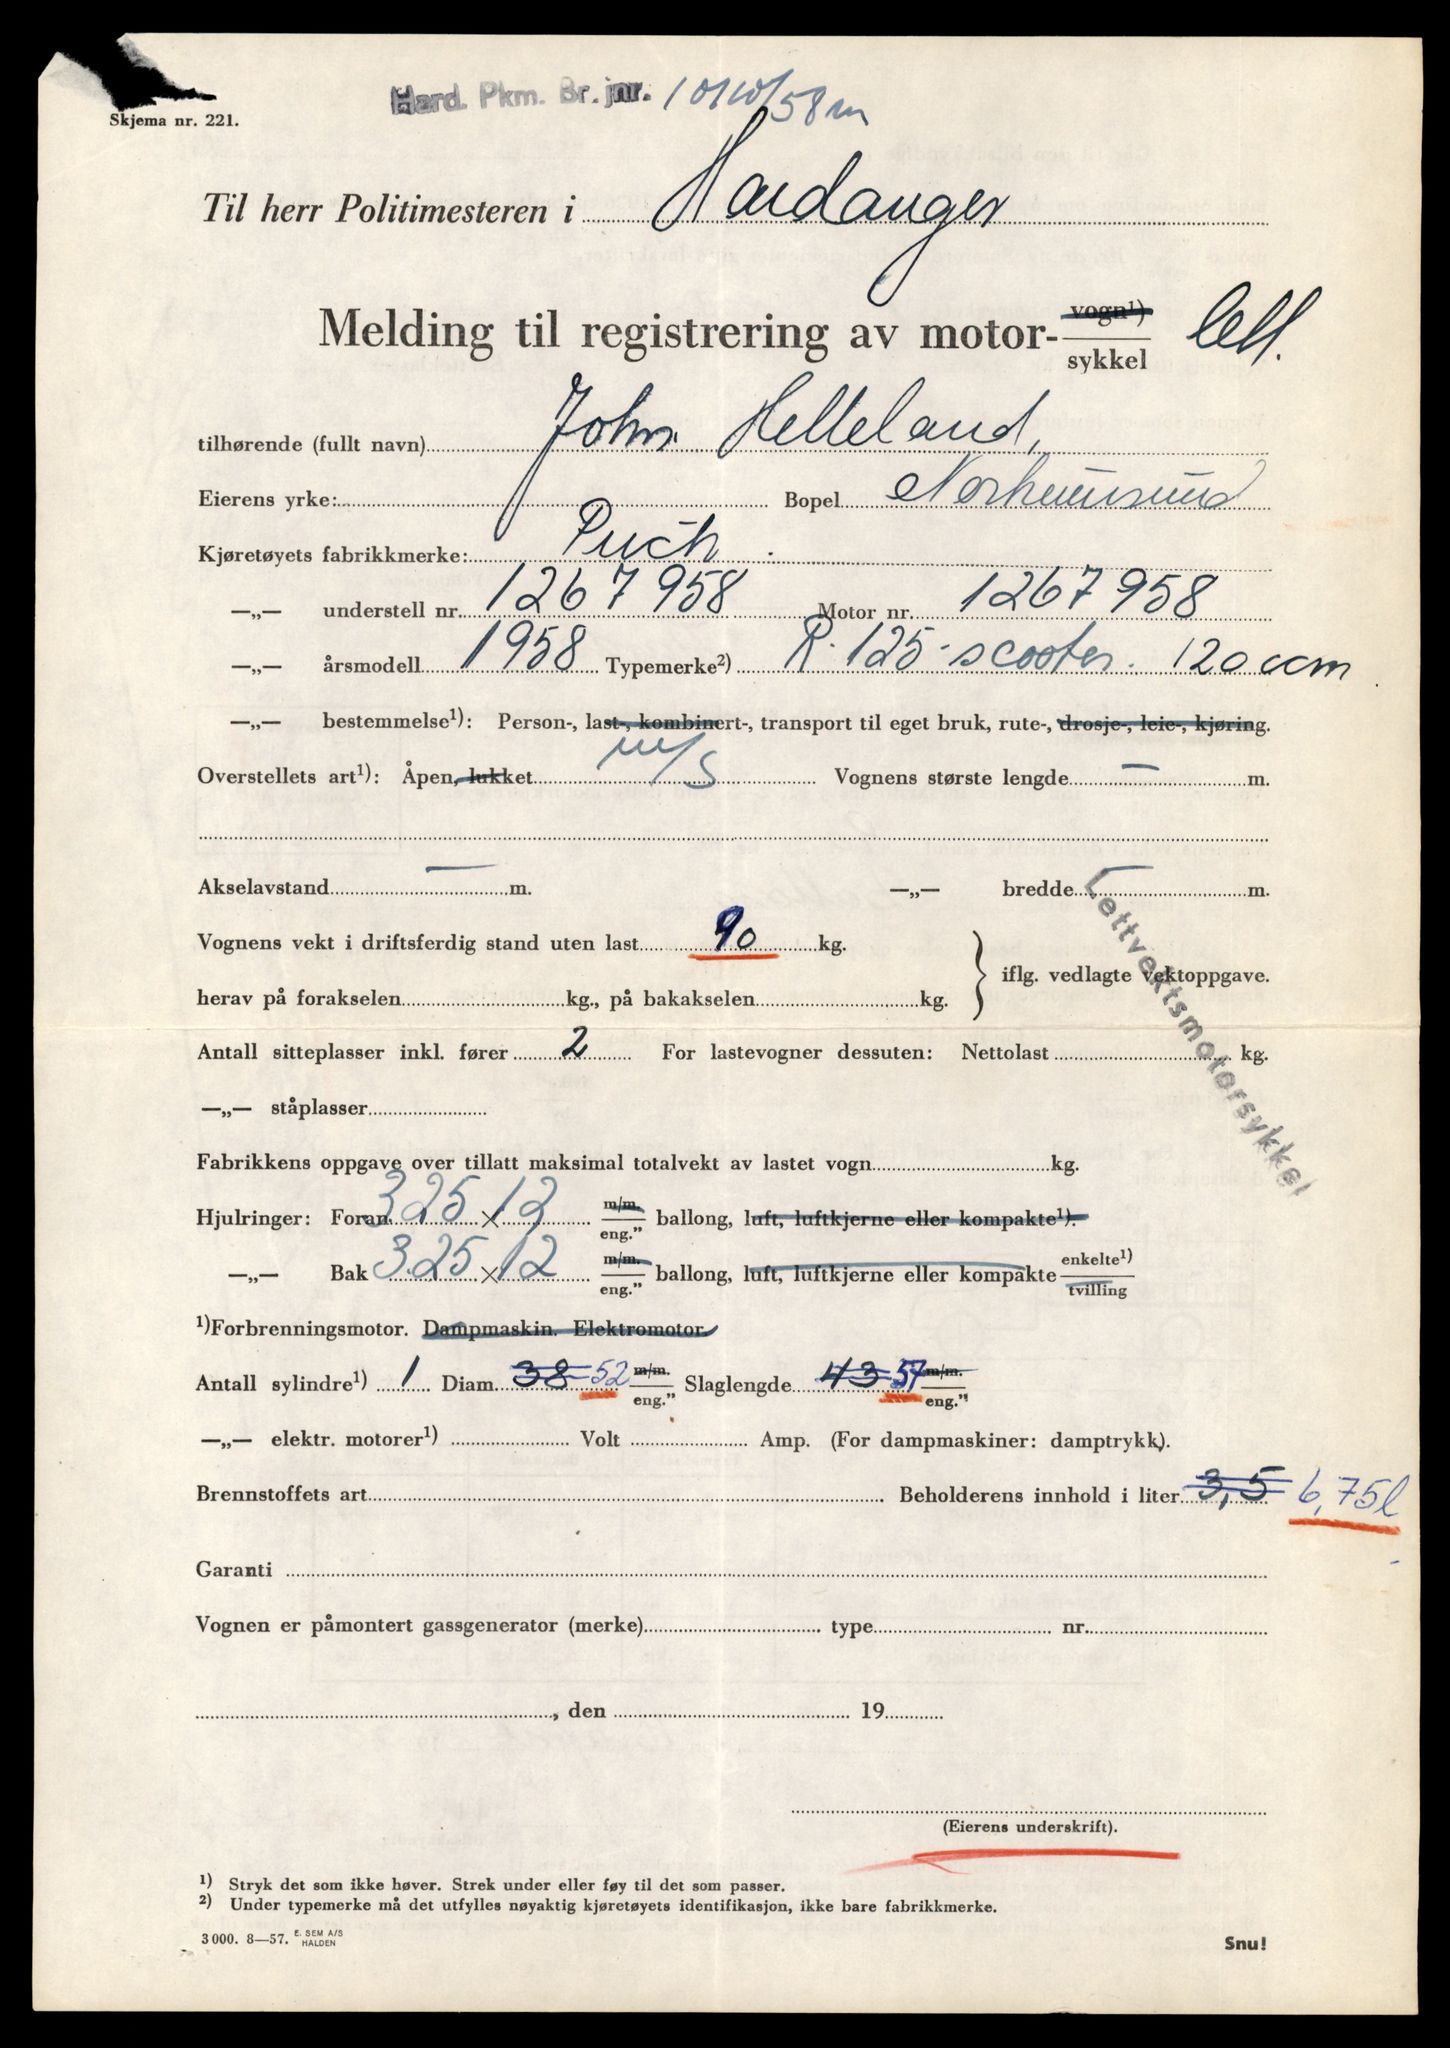 Hard. Pkm. Br. jnr. /58 m
Skjema nr. 221.
Til herr Politimesteren i Hardanger
Melding til registrering av motor- vogn¹) sykkel lett.
tilhørende (fullt navn) John Helleland,
Eierens yrke: Bopel Norheimsund
Kjøretøyets fabrikkmerke: Puch
—„— understell nr. 1267958 Motor nr. 1267958
—„— årsmodell 1958 Typemerke²) R. 125-scooter. 120 ccm
—„— bestemmelse¹): Person-, last-, kombinert-, transport til eget bruk, rute-, drosje-, leie-, kjøring.
Overstellets art¹): Åpen, lukket m/s Vognens største lengde — m.
Akselavstand — m. —„— bredde — m.
Lettvektsmotorsykkel
Vognens vekt i driftsferdig stand uten last 90 kg.
iflg. vedlagte vektoppgave.
herav på forakselen kg., på bakakselen kg.
Antall sitteplasser inkl. fører 2 For lastevogner dessuten: Nettolast kg.
—„— ståplasser
Fabrikkens oppgave over tillatt maksimal totalvekt av lastet vogn kg.
Hjulringer: Foran 325 × 12 m/m. eng." ballong, luft, luftkjerne eller kompakte¹).
—„— Bak 3.25 × 12 m/m. eng." ballong, luft, luftkjerne eller kompakte enkelte¹) tvilling
¹)Forbrenningsmotor. Dampmaskin. Elektromotor.
Antall sylindre¹) 1 Diam. 38 52 m/m. eng." Slaglengde 43 57 m/m. eng."
—„— elektr. motorer¹) Volt Amp. (For dampmaskiner: damptrykk).
Brennstoffets art Beholderens innhold i liter 3,5 6,75 l
Garanti
Vognen er påmontert gassgenerator (merke) type nr.
, den 19
(Eierens underskrift).
¹) Stryk det som ikke høver. Strek under eller føy til det som passer.
²) Under typemerke må det utfylles nøyaktig kjøretøyets identifikasjon, ikke bare fabrikkmerke.
3000. 8—57. E. SEM A/S HALDEN
Snu!